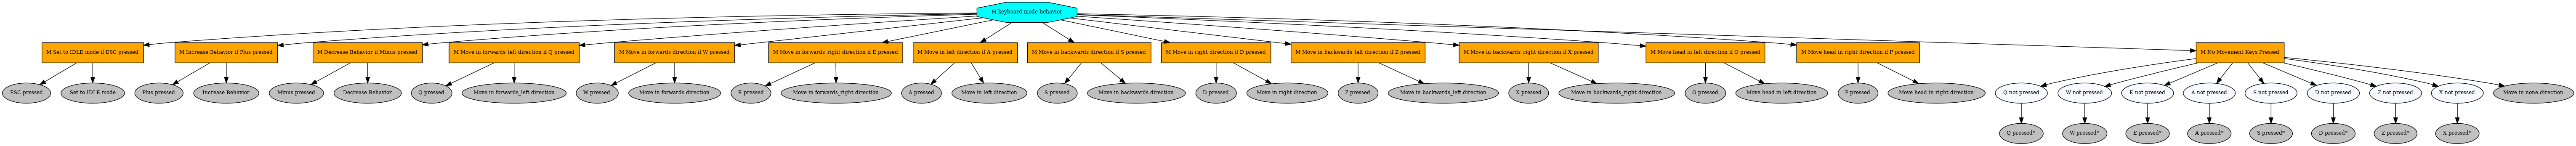 M keyboard mode behavior
M Set to IDLE mode if ESC pressed
M Increase Behavior if Plus pressed
M Decrease Behavior if Minus pressed
M Move in forwards_left direction if Q pressed
M Move in forwards direction if W pressed
M Move in forwards_right direction if E pressed
M Move in left direction if A pressed
M Move in backwards direction if S pressed
M Move in right direction if D pressed
M Move in backwards_left direction if Z pressed
M Move in backwards_right direction if X pressed
M Move head in left direction if O pressed
M Move head in right direction if P pressed
M No Movement Keys Pressed
ESC pressed
Set to IDLE mode
Plus pressed
Increase Behavior
Minus pressed
Decrease Behavior
Q pressed
Move in forwards_left direction
W pressed
Move in forwards direction
E pressed
Move in forwards_right direction
A pressed
Move in left direction
S pressed
Move in backwards direction
D pressed
Move in right direction
Z pressed
Move in backwards_left direction
X pressed
Move in backwards_right direction
O pressed
Move head in left direction
P pressed
Move head in right direction
Q not pressed
W not pressed
E not pressed
A not pressed
S not pressed
D not pressed
Z not pressed
X not pressed
Move in none direction
Q pressed*
W pressed*
E pressed*
A pressed*
S pressed*
D pressed*
Z pressed*
X pressed*